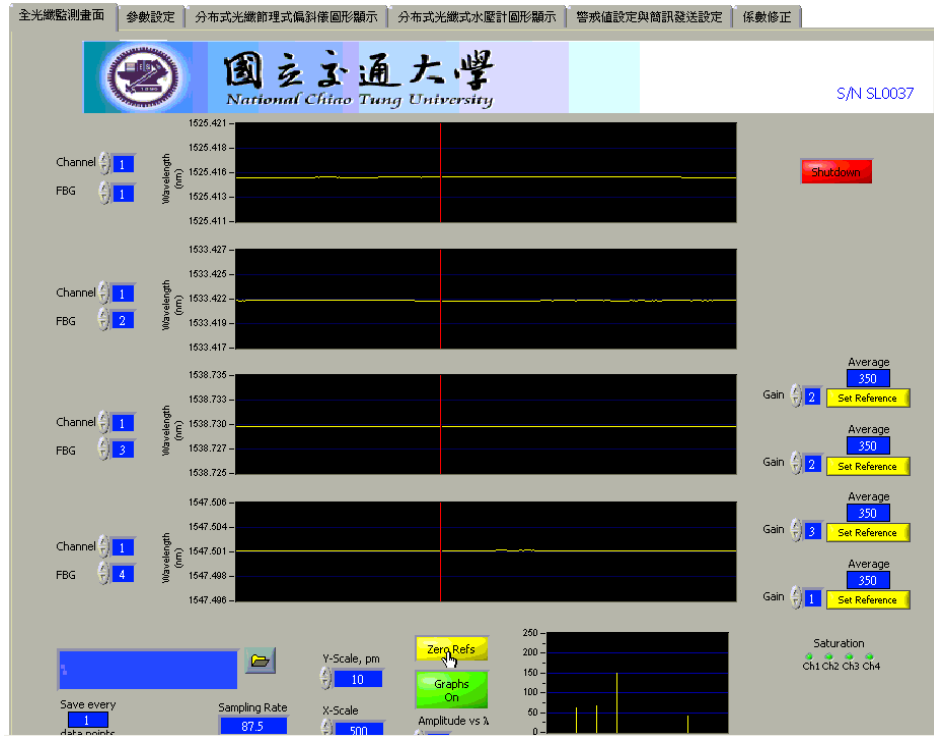 全光纖監測畫面 參數設定 分布式光纖節理式偏斜儀圖形顯示 分布式光纖式水壓計圖形顯示 警戒值設定與簡訊發送設定 係數修正
國立交通大學
National Chiao Tung University
S/N SL0037
1525.421
1525.418
1525.416
1525.413
1525.411
Wavelength
(nm)
Channel 1
FBG 1
Shutdown
1533.427
1533.425
1533.422
1533.419
1533.417
Wavelength
(nm)
Channel 1
FBG 2
1538.735
1538.733
1538.730
1538.727
1538.725
Wavelength
(nm)
Channel 1
FBG 3
Average
350
Gain 2 Set Reference
Average
350
Gain 2 Set Reference
1547.506
1547.504
1547.501
1547.498
1547.496
Wavelength
(nm)
Channel 1
FBG 4
Average
350
Gain 3 Set Reference
Average
350
Gain 1 Set Reference
Zero Refs
Y-Scale, pm
10
Graphs
On
250
200
150
100
50
0
Saturation
Ch1 Ch2 Ch3 Ch4
Save every
1
data points
Sampling Rate
87.5
X-Scale
500
Amplitude vs λ